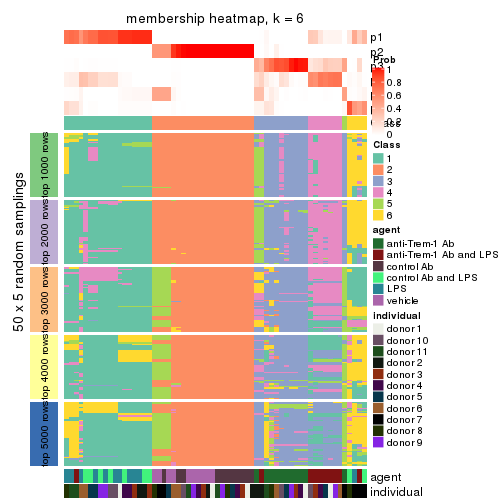 membership heatmap, k = 6
p1
p2
p3
Prob
1
0.8
0.6
0.4
0.2
0
Class
1
2
3
4
5
6
agent
anti-Trem-1 Ab
anti-Trem-1 Ab and LPS
control Ab
control Ab and LPS
LPS
vehicle
individual
donor1
donor10
donor11
donor2
donor3
donor4
donor5
donor6
donor7
donor8
donor9
50 x 5 random samplings
top 1000 rows
top 2000 rows
top 3000 rows
top 4000 rows
top 5000 rows
agent
individual